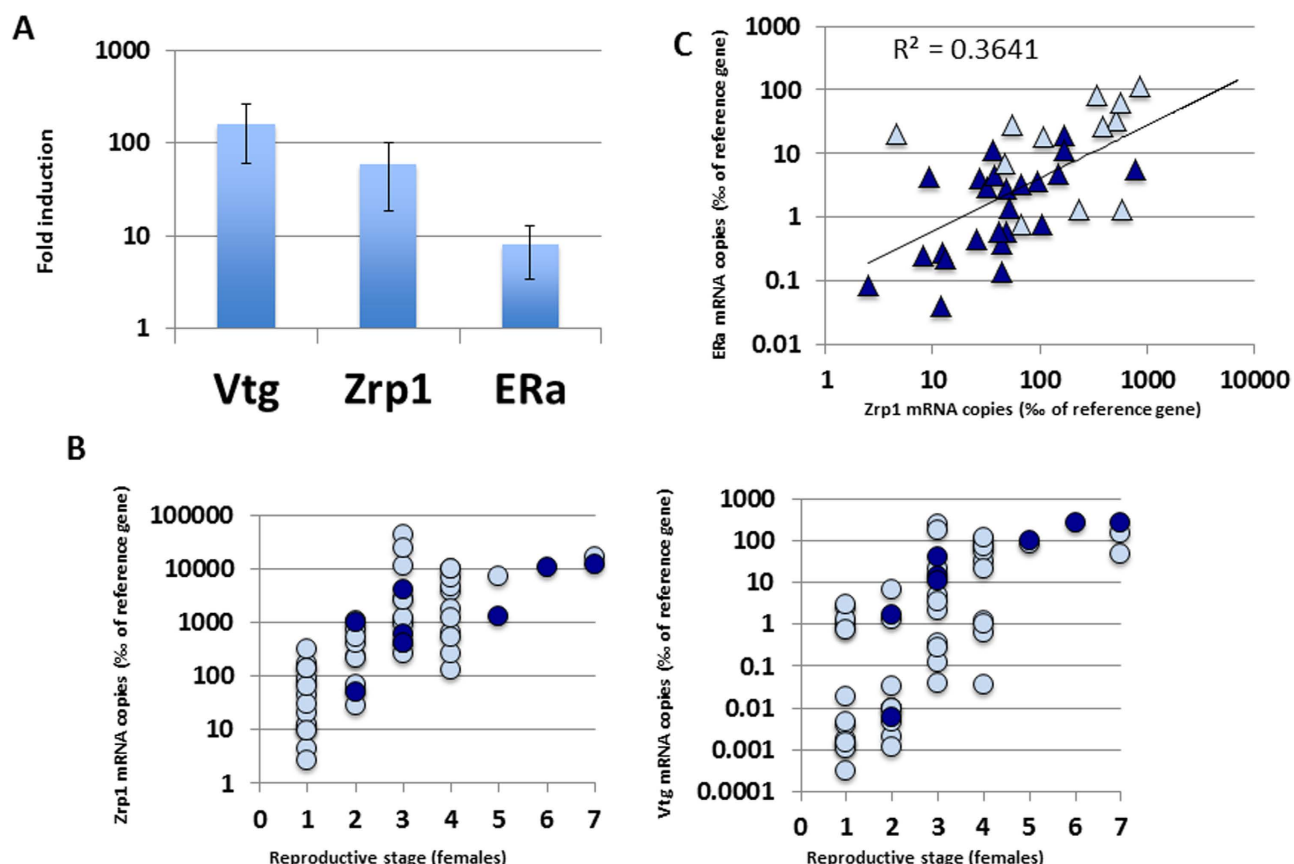 A
Fold induction
1000
100
10
1
Vtg Zrp1 ERa
C
R² = 0.3641
ERa mRNA copies (‰ of reference gene)
1000
100
10
1
0.1
0.01
1 10 100 1000 10000
Zrp1 mRNA copies (‰ of reference gene)
B
Zrp1 mRNA copies (‰ of reference gene)
100000
10000
1000
100
10
1
0 1 2 3 4 5 6 7
Reproductive stage (females)
Vtg mRNA copies (‰ of reference gene)
1000
100
10
1
0.1
0.01
0.001
0.0001
0 1 2 3 4 5 6 7
Reproductive stage (females)